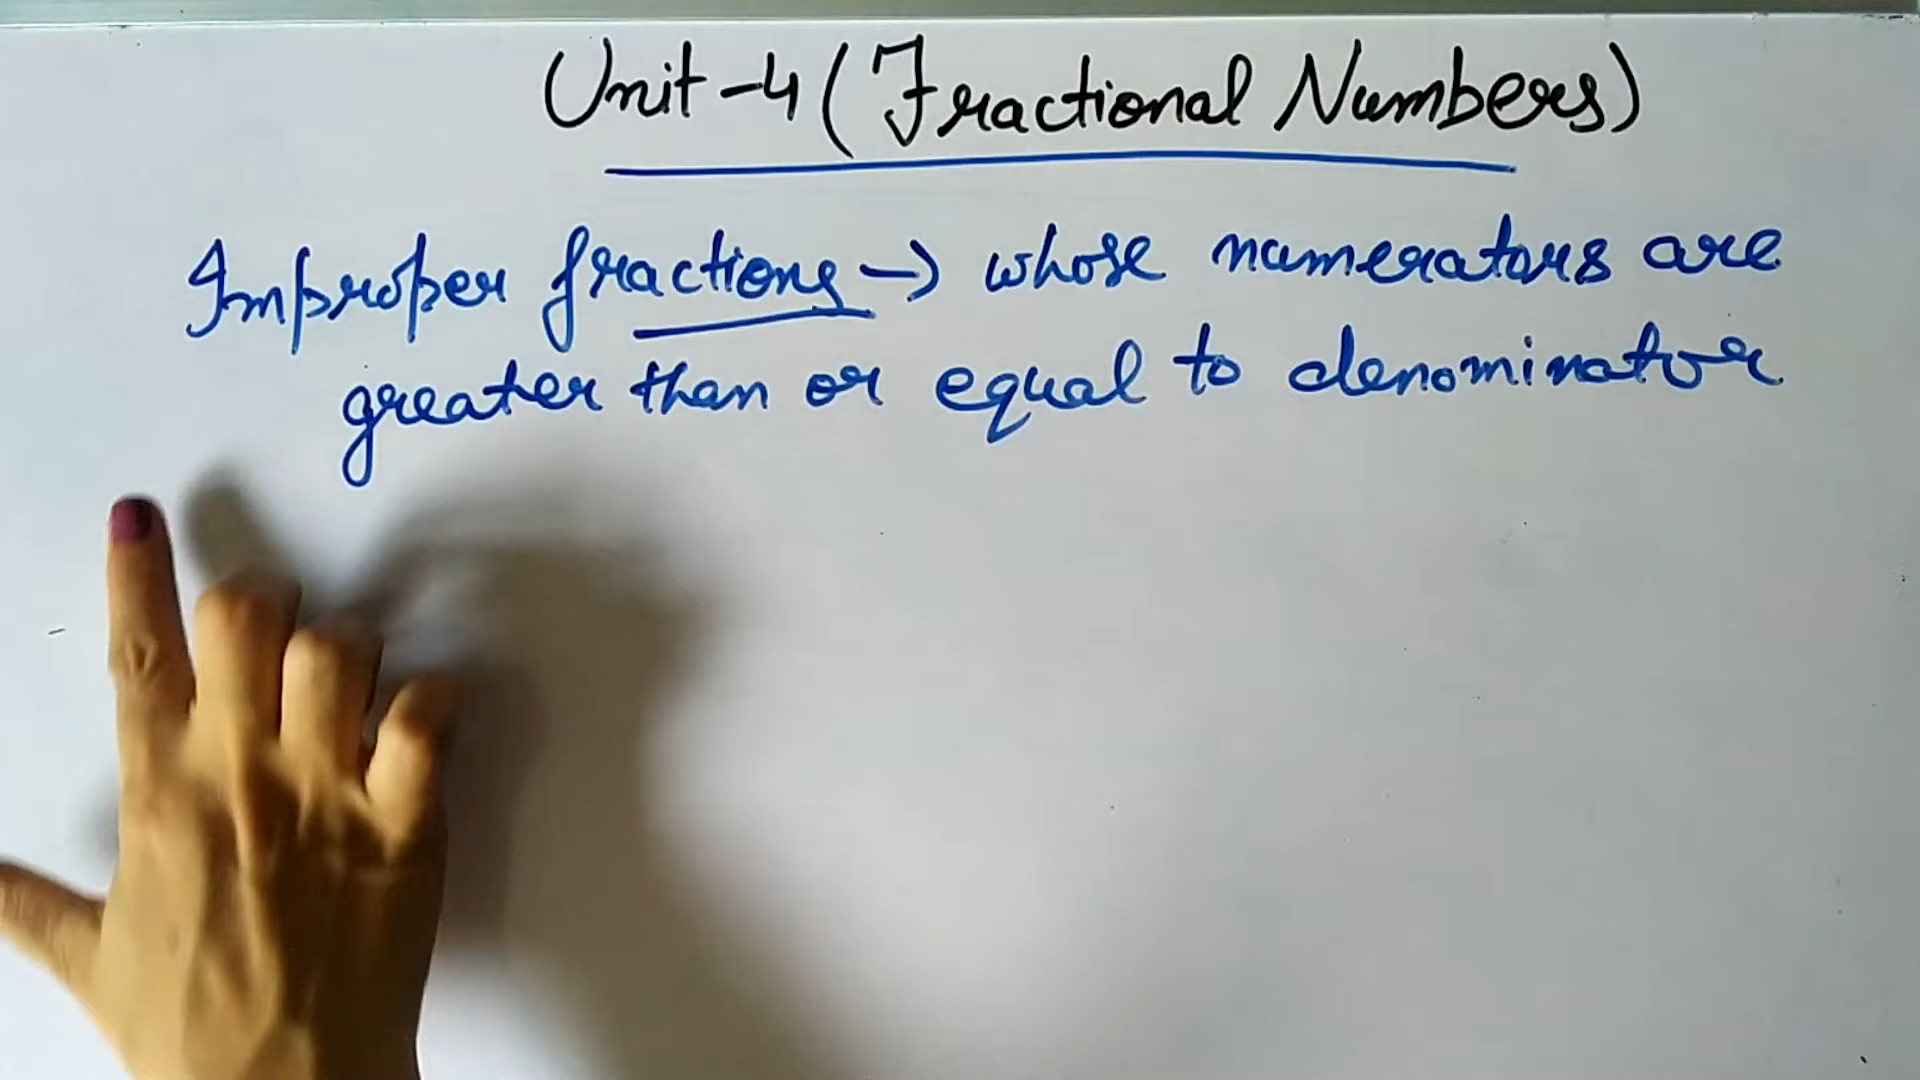 Unit-4 (Fractional Numbers)
Improper fractions → whose numerators are
greater than or equal to denominator